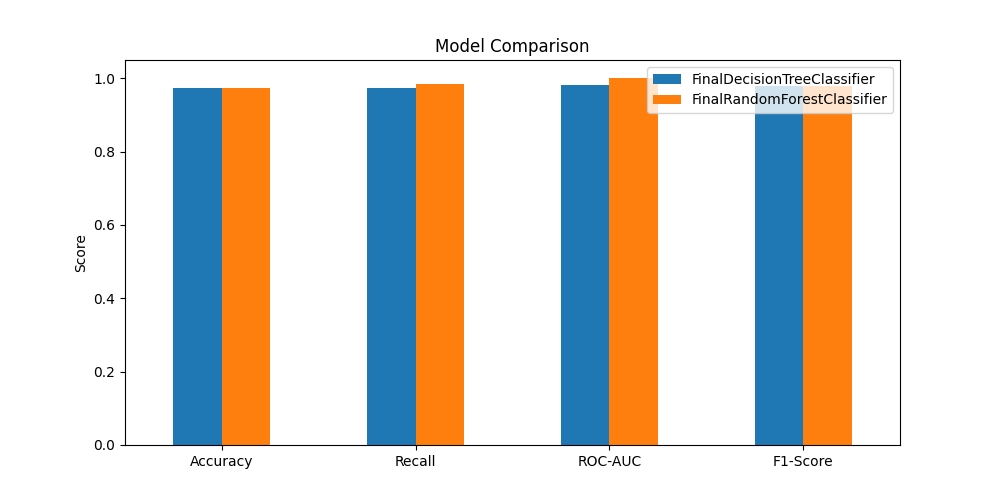 Model Comparison
FinalDecisionTreeClassifier
FinalRandomForestClassifier
Score
1.0
0.8
0.6
0.4
0.2
0.0
Accuracy
Recall
ROC-AUC
F1-Score